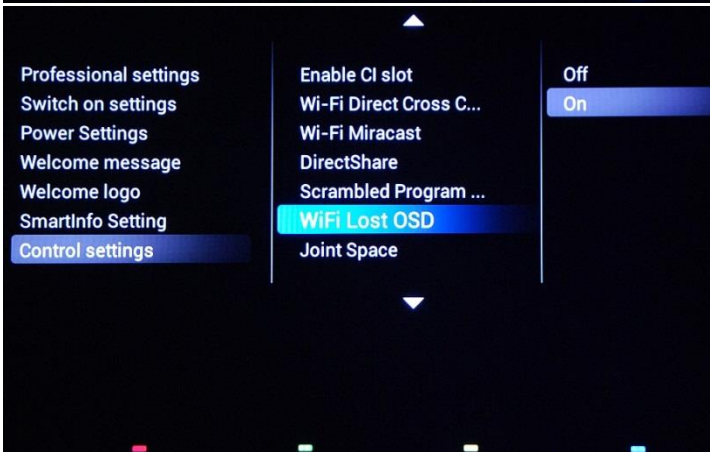 Professional settings
Switch on settings
Power Settings
Welcome message
Welcome logo
SmartInfo Setting
Control settings
Enable CI slot
Wi-Fi Direct Cross C...
Wi-Fi Miracast
DirectShare
Scrambled Program ...
WiFi Lost OSD
Joint Space
Off
On